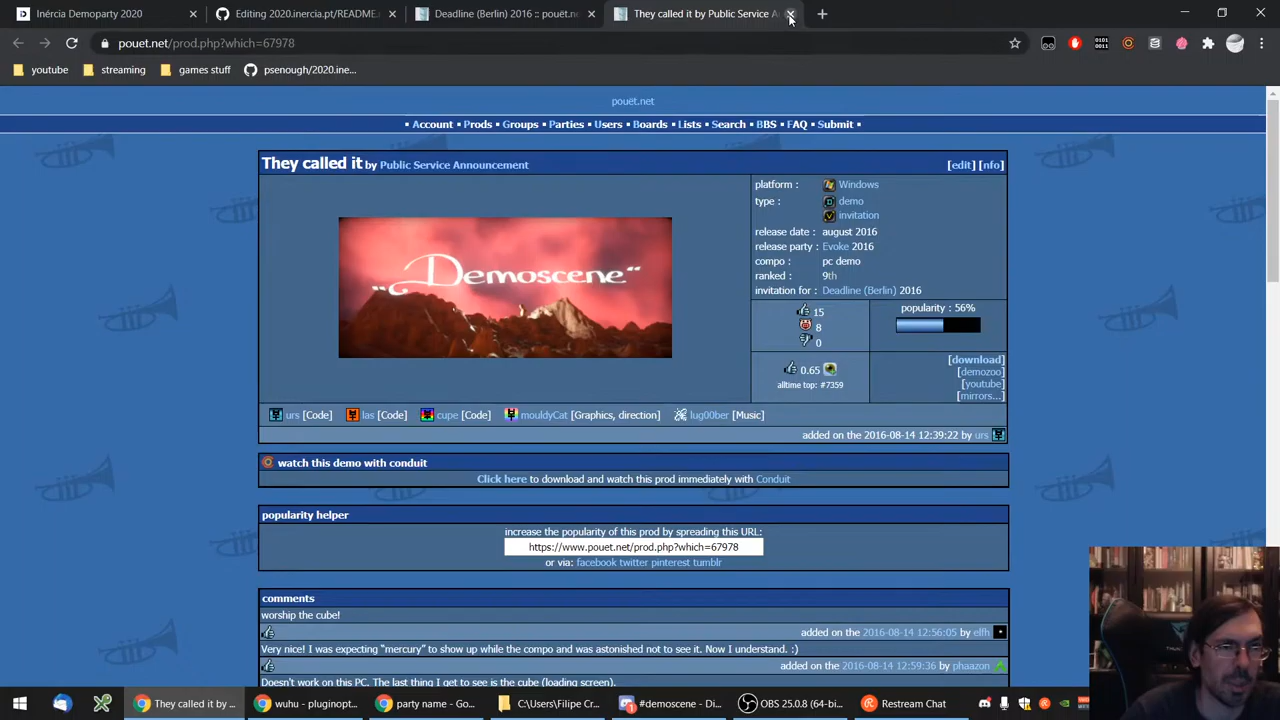 Inércia Demoparty 2020
Editing 2020.inercia.pt/README.
Deadline (Berlin) 2016 :: pouët.ne
They called it by Public Service A
pouet.net/prod.php?which=67978
youtube
streaming
games stuff
psenough/2020.ine...
pouët.net
Account Prods Groups Parties Users Boards Lists Search BBS FAQ Submit
They called it by Public Service Announcement
[edit] [nfo]
„Demoscene“
platform : Windows
type : demo
invitation
release date : august 2016
release party : Evoke 2016
compo : pc demo
ranked : 9th
invitation for : Deadline (Berlin) 2016
15
8
0
popularity : 56%
0.65
alltime top: #7359
[download]
[demozoo]
[youtube]
[mirrors...]
urs [Code] las [Code] cupe [Code] mouldyCat [Graphics, direction] lug00ber [Music]
added on the 2016-08-14 12:39:22 by urs
watch this demo with conduit
Click here to download and watch this prod immediately with Conduit
popularity helper
increase the popularity of this prod by spreading this URL:
https://www.pouet.net/prod.php?which=67978
or via: facebook twitter pinterest tumblr
comments
worship the cube!
added on the 2016-08-14 12:56:05 by elfh
Very nice! I was expecting “mercury” to show up while the compo and was astonished not to see it. Now I understand. :)
added on the 2016-08-14 12:59:36 by phaazon
Doesn't work on this PC. The last thing I get to see is the cube (loading screen).
They called it by ...
wuhu - pluginopt...
party name - Go...
C:\Users\Filipe Cr...
#demoscene - Di...
OBS 25.0.8 (64-bi...
Restream Chat